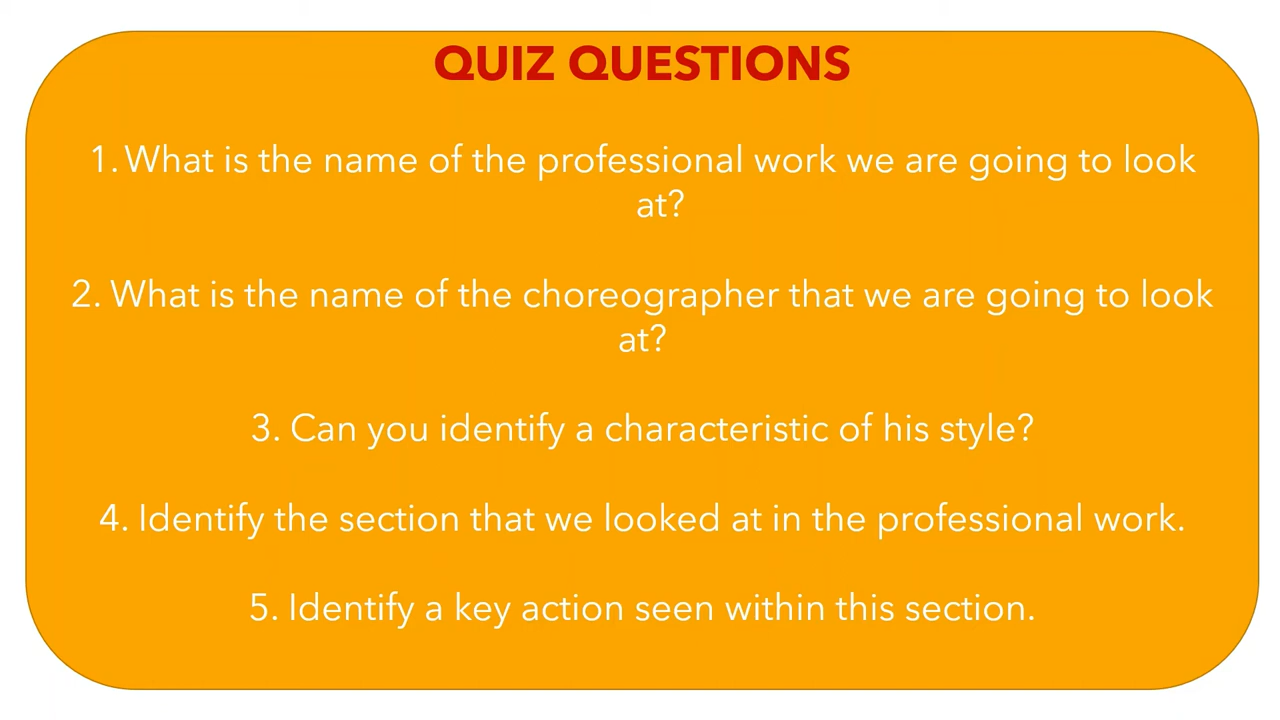 QUIZ QUESTIONS
1. What is the name of the professional work we are going to look
at?
2. What is the name of the choreographer that we are going to look
at?
3. Can you identify a characteristic of his style?
4. Identify the section that we looked at in the professional work.
5. Identify a key action seen within this section.